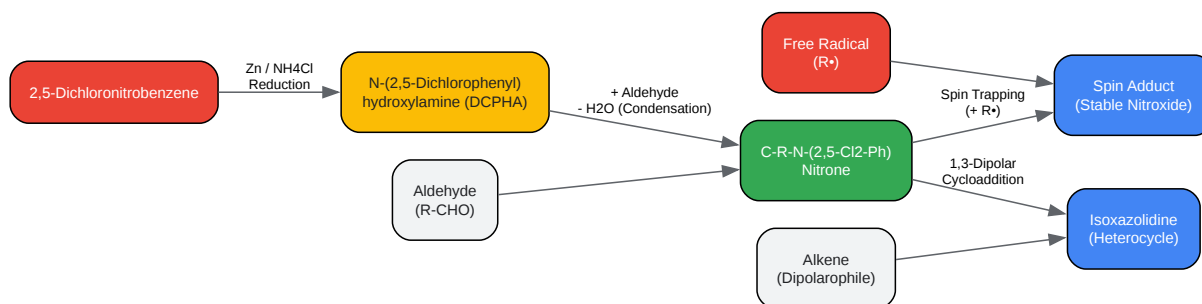 2,5-Dichloronitrobenzene
Zn / NH4Cl
Reduction
N-(2,5-Dichlorophenyl)
hydroxylamine (DCPHA)
+ Aldehyde
- H2O (Condensation)
Aldehyde
(R-CHO)
C-R-N-(2,5-Cl2-Ph)
Nitrone
Free Radical
(R•)
Spin Trapping
(+ R•)
Spin Adduct
(Stable Nitroxide)
1,3-Dipolar
Cycloaddition
Alkene
(Dipolarophile)
Isoxazolidine
(Heterocycle)